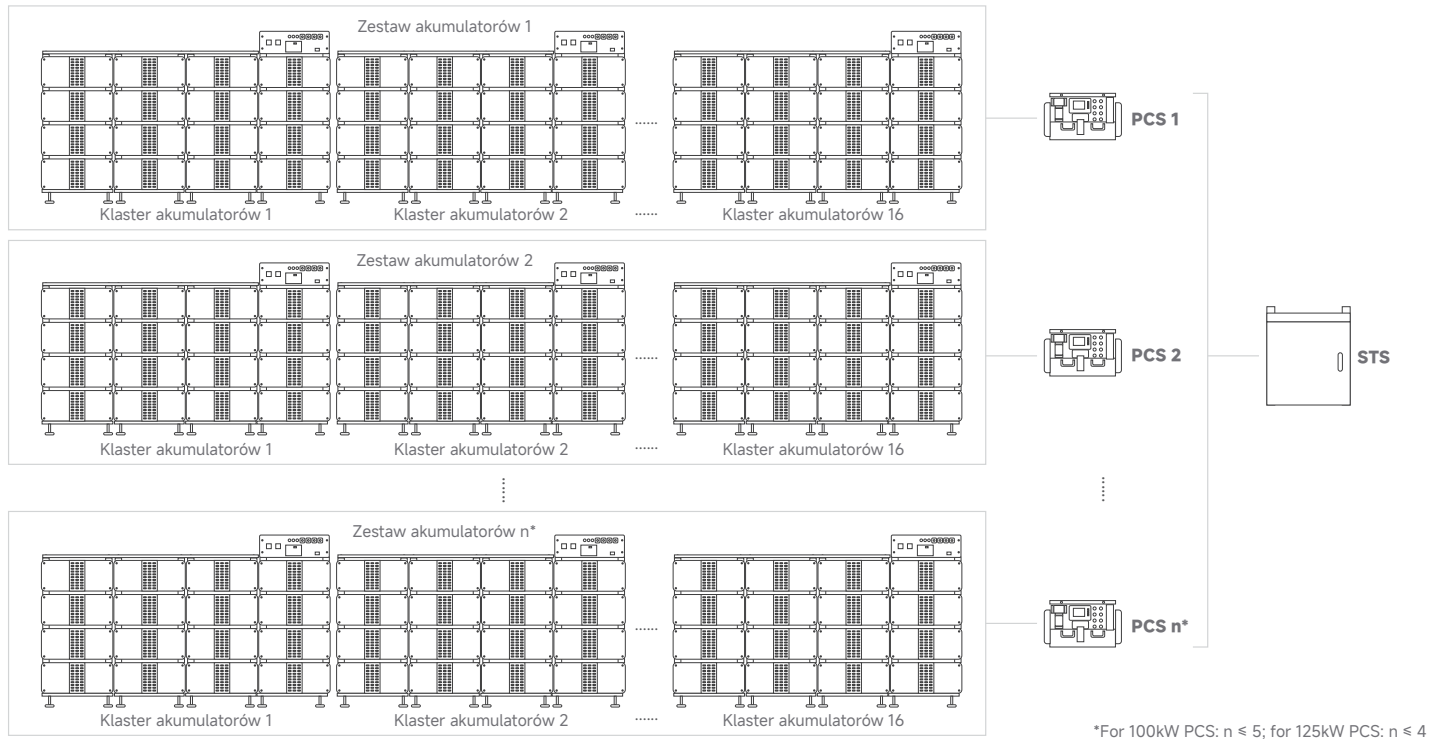 Zestaw akumulatorów 1
......
Klaster akumulatorów 1
Klaster akumulatorów 2
......
Klaster akumulatorów 16
PCS 1
Zestaw akumulatorów 2
......
Klaster akumulatorów 1
Klaster akumulatorów 2
......
Klaster akumulatorów 16
PCS 2
STS
Zestaw akumulatorów n*
......
Klaster akumulatorów 1
Klaster akumulatorów 2
......
Klaster akumulatorów 16
PCS n*
*For 100kW PCS: n ≤ 5; for 125kW PCS: n ≤ 4